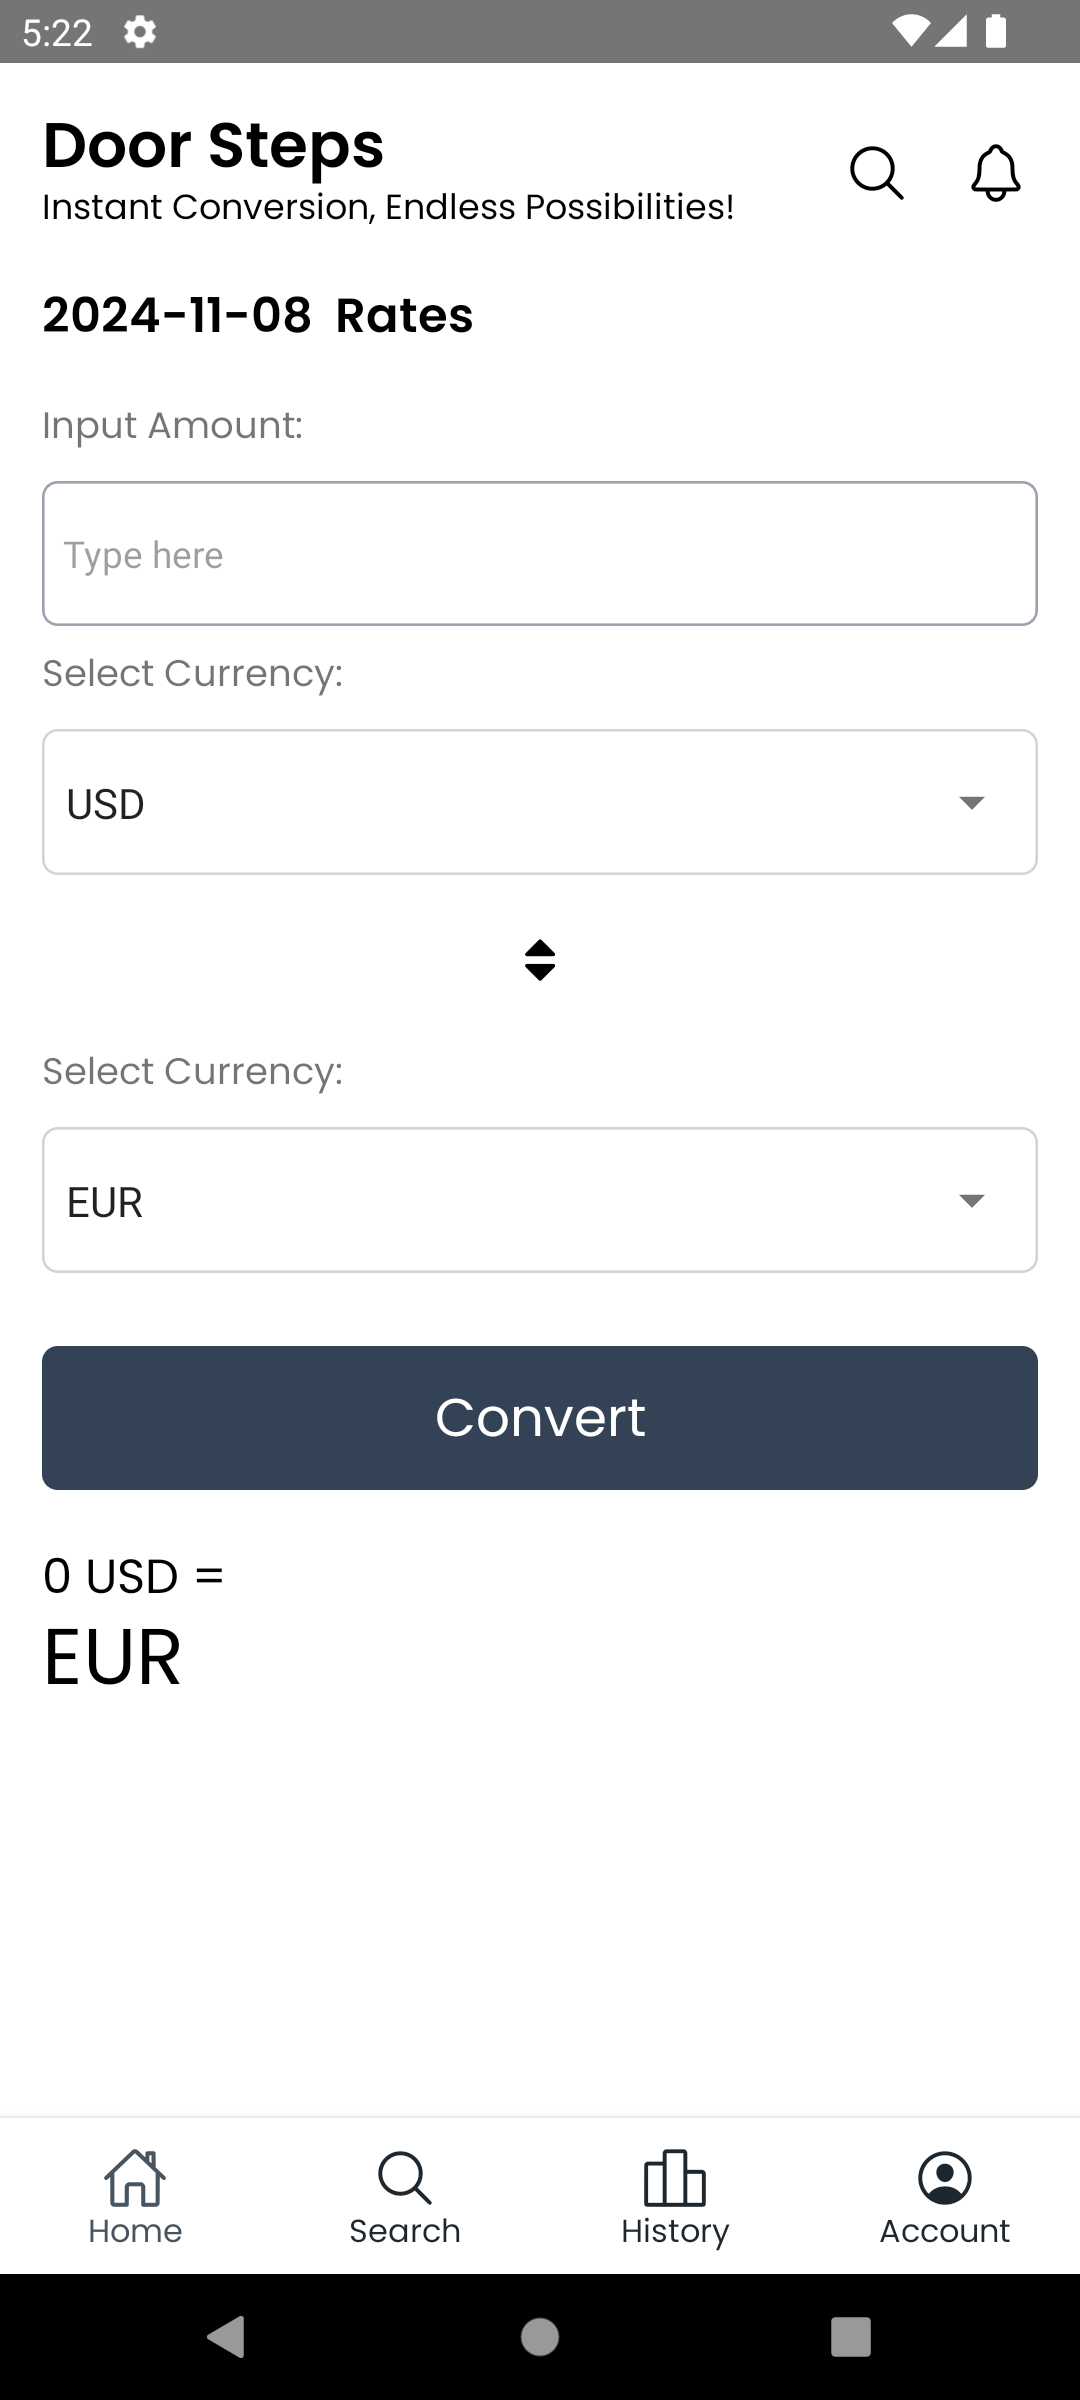 5:22
Door Steps
Instant Conversion, Endless Possibilities!
2024-11-08 Rates
Input Amount:
Type here
Select Currency:
USD
Select Currency:
EUR
Convert
0 USD =
EUR
Home Search History Account